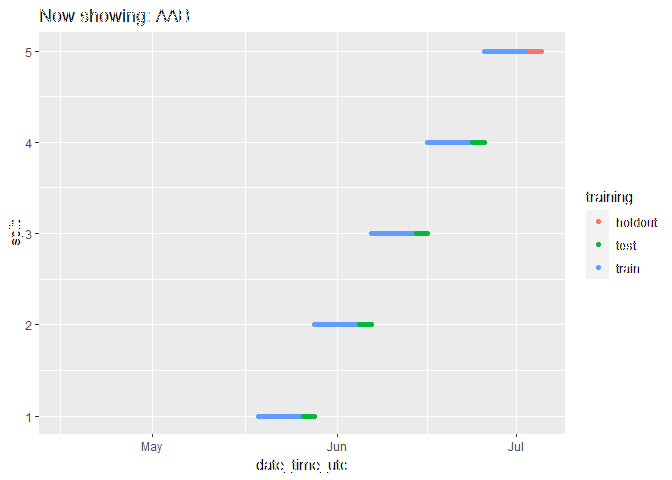 Now showing: AAB
5
4
3
2
1
May
Jun
Jul
date_time_utc
training
holdout
test
train